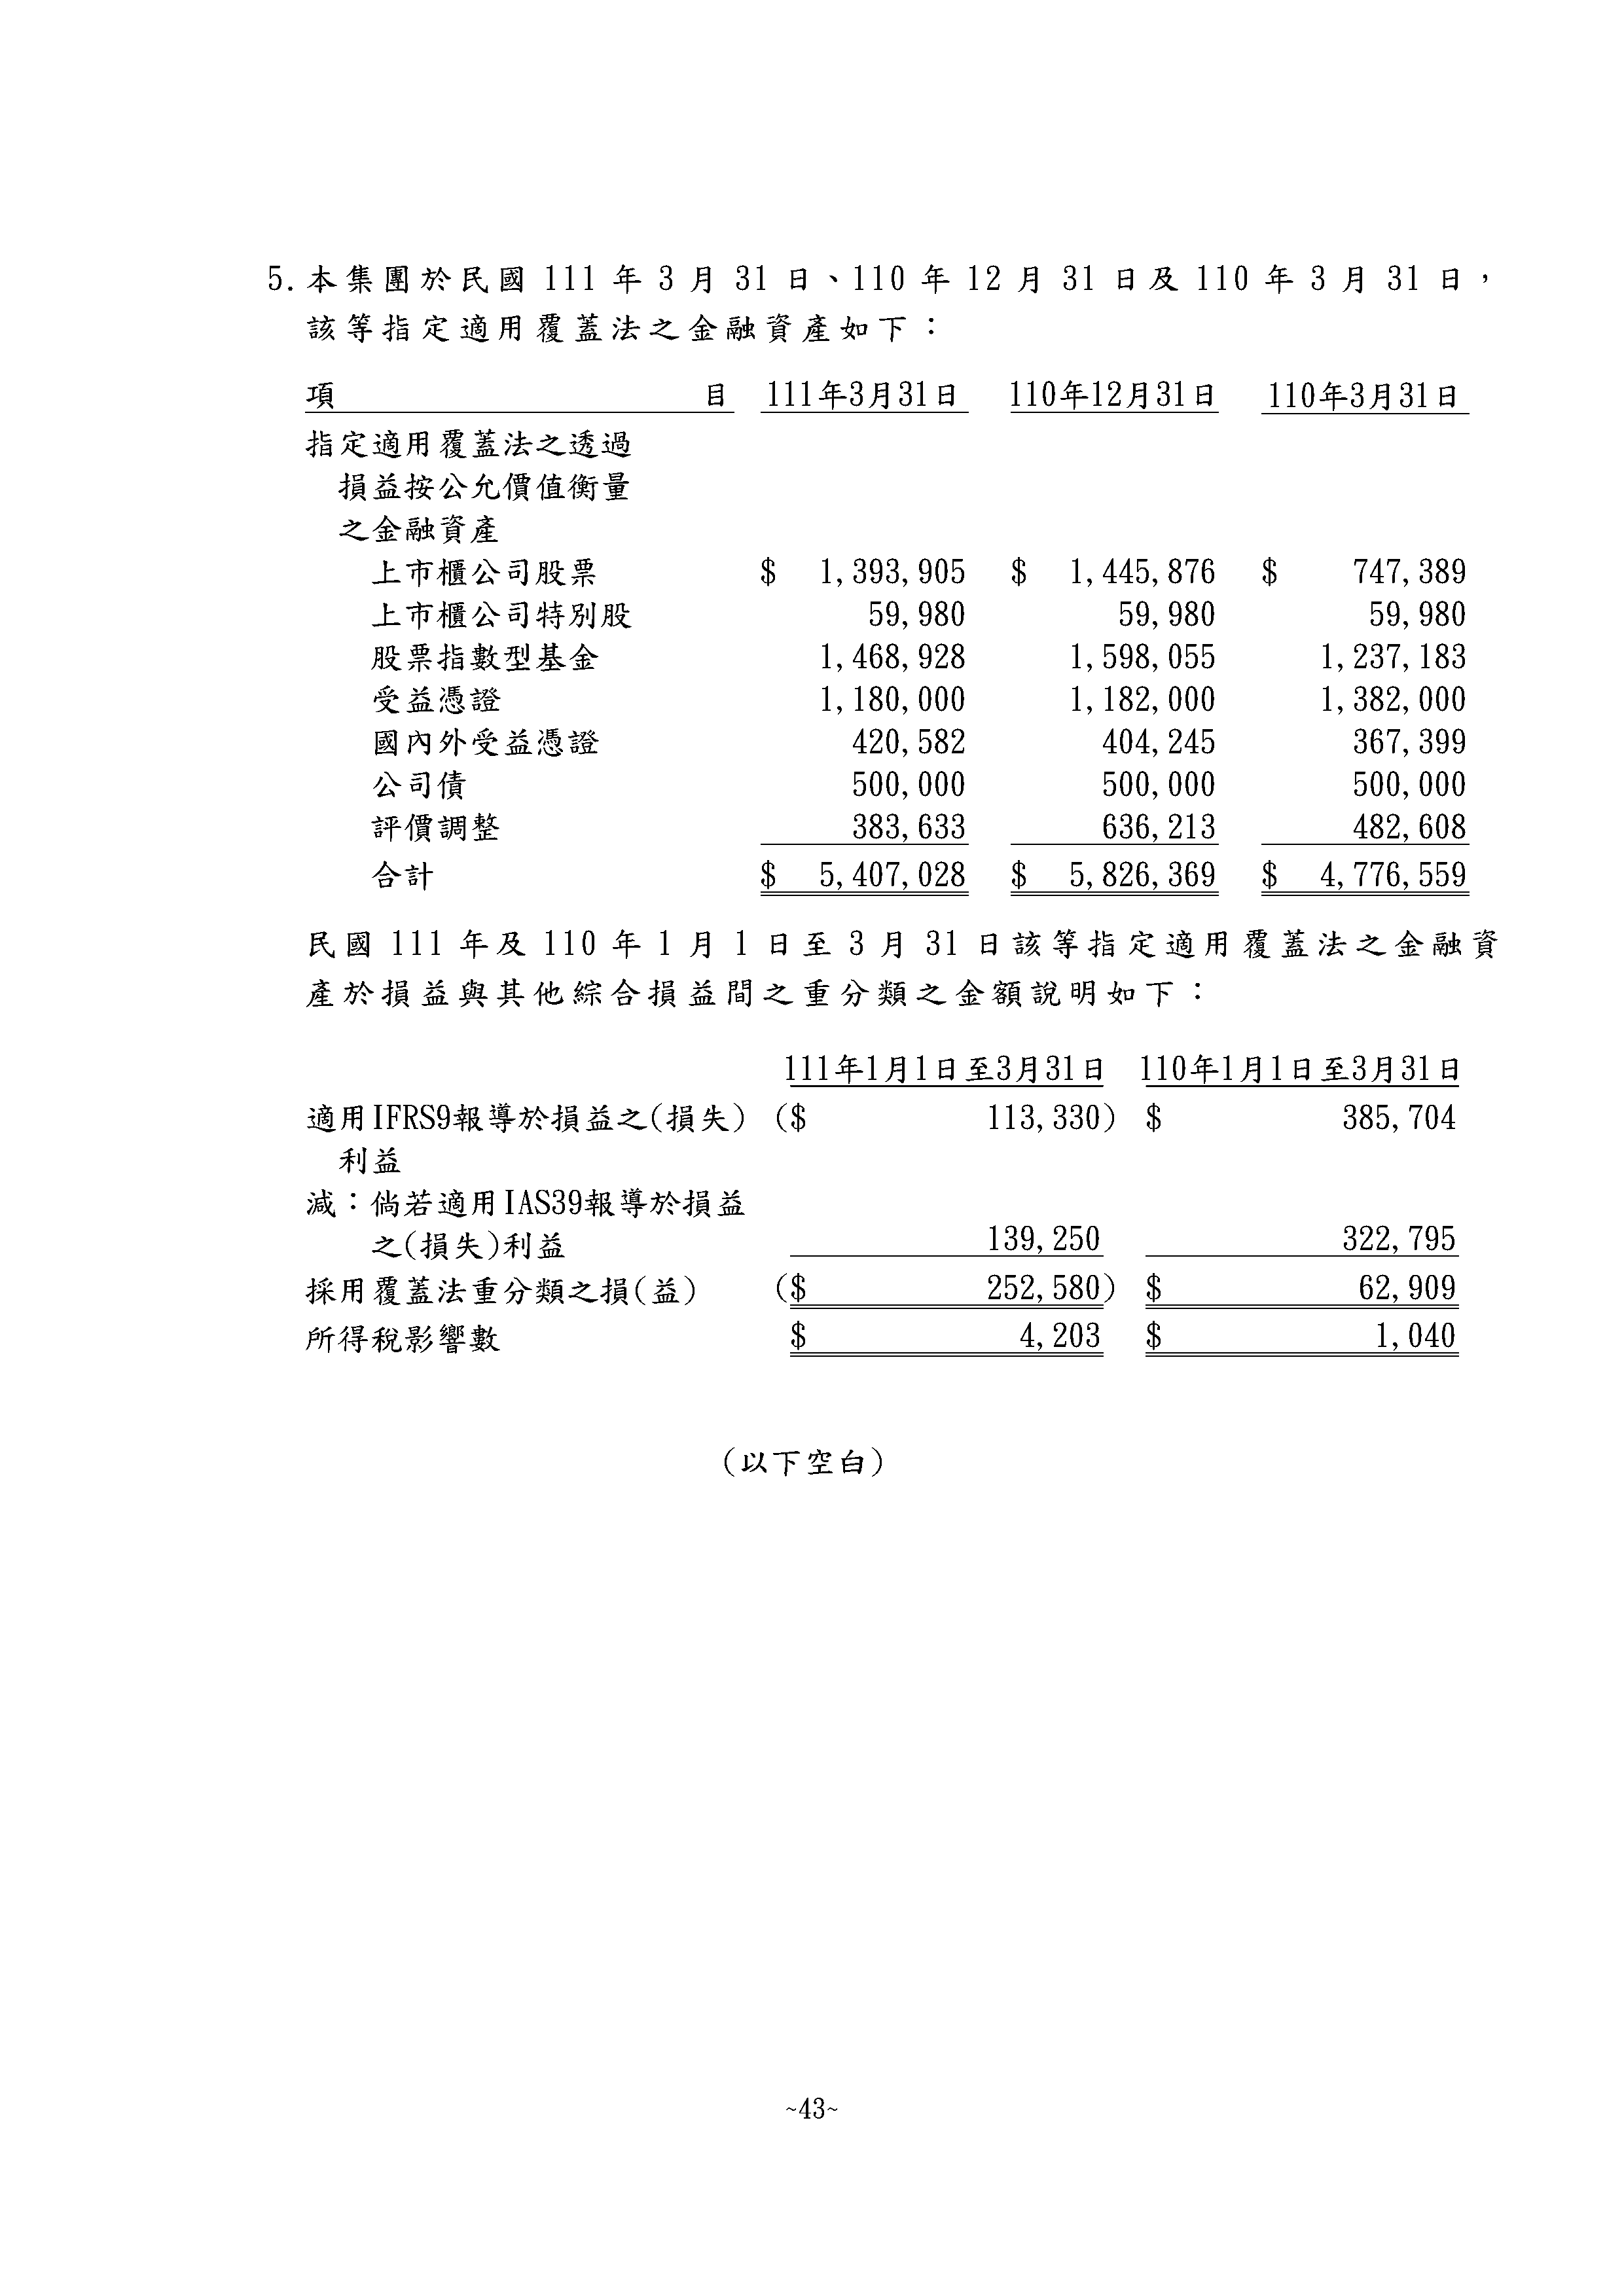 5.本集團於民國 111 年 3 月 31 日、110 年 12 月 31 日及 110 年 3 月 31 日，
該等指定適用覆蓋法之金融資產如下：
項 目 111年3月31日 110年12月31日 110年3月31日
指定適用覆蓋法之透過
損益按公允價值衡量
之金融資產
上市櫃公司股票 $ 1,393,905 $ 1,445,876 $ 747,389
上市櫃公司特別股 59,980 59,980 59,980
股票指數型基金 1,468,928 1,598,055 1,237,183
受益憑證 1,180,000 1,182,000 1,382,000
國內外受益憑證 420,582 404,245 367,399
公司債 500,000 500,000 500,000
評價調整 383,633 636,213 482,608
合計 $ 5,407,028 $ 5,826,369 $ 4,776,559
民國 111 年及 110 年 1 月 1 日至 3 月 31 日該等指定適用覆蓋法之金融資
產於損益與其他綜合損益間之重分類之金額說明如下：
111年1月1日至3月31日 110年1月1日至3月31日
適用IFRS9報導於損益之(損失) ($ 113,330) $ 385,704
利益
減：倘若適用IAS39報導於損益
之(損失)利益 139,250 322,795
採用覆蓋法重分類之損(益) ($ 252,580) $ 62,909
所得稅影響數 $ 4,203 $ 1,040
(以下空白)
~43~